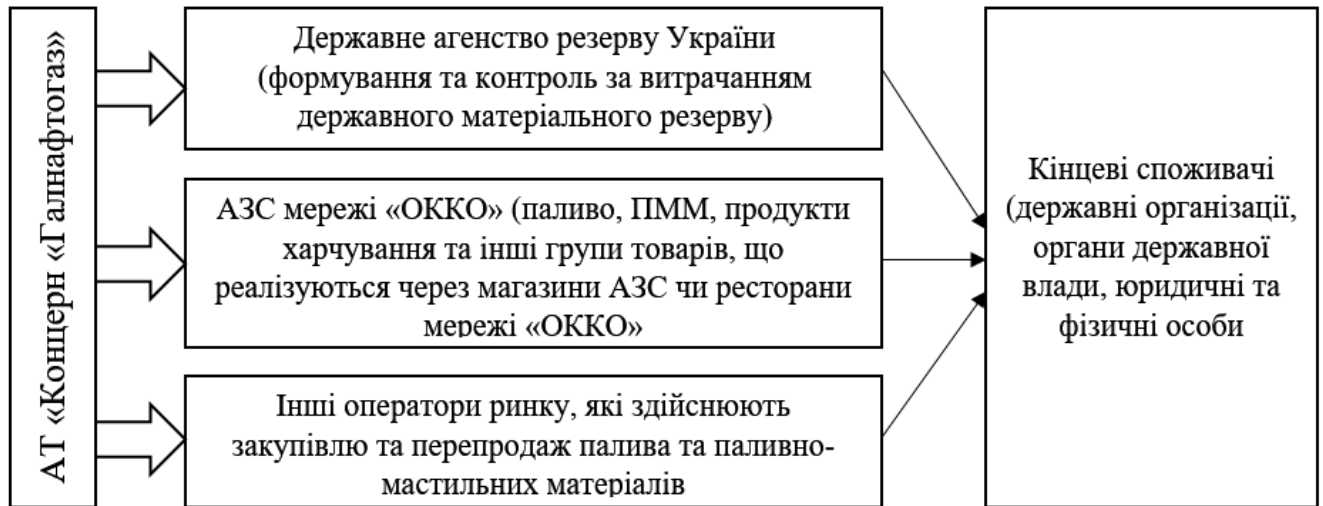 АТ «Концерн «Галнафтогаз»
Державне агенство резерву України
(формування та контроль за витрачанням
державного матеріального резерву)
АЗС мережі «ОККО» (паливо, ПММ, продукти
харчування та інші групи товарів, що
реалізуються через магазини АЗС чи ресторани
мережі «ОККО»
Інші оператори ринку, які здійснюють
закупівлю та перепродаж палива та паливно-
мастильних матеріалів
Кінцеві споживачі
(державні організації,
органи державної
влади, юридичні та
фізичні особи